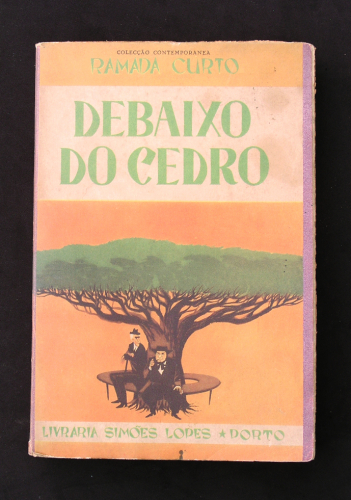 COLECÇÃO CONTEMPORÂNEA
RAMADA CURTO
DEBAIXO
DO CEDRO
LIVRARIA SIMÕES LOPES ★ PORTO